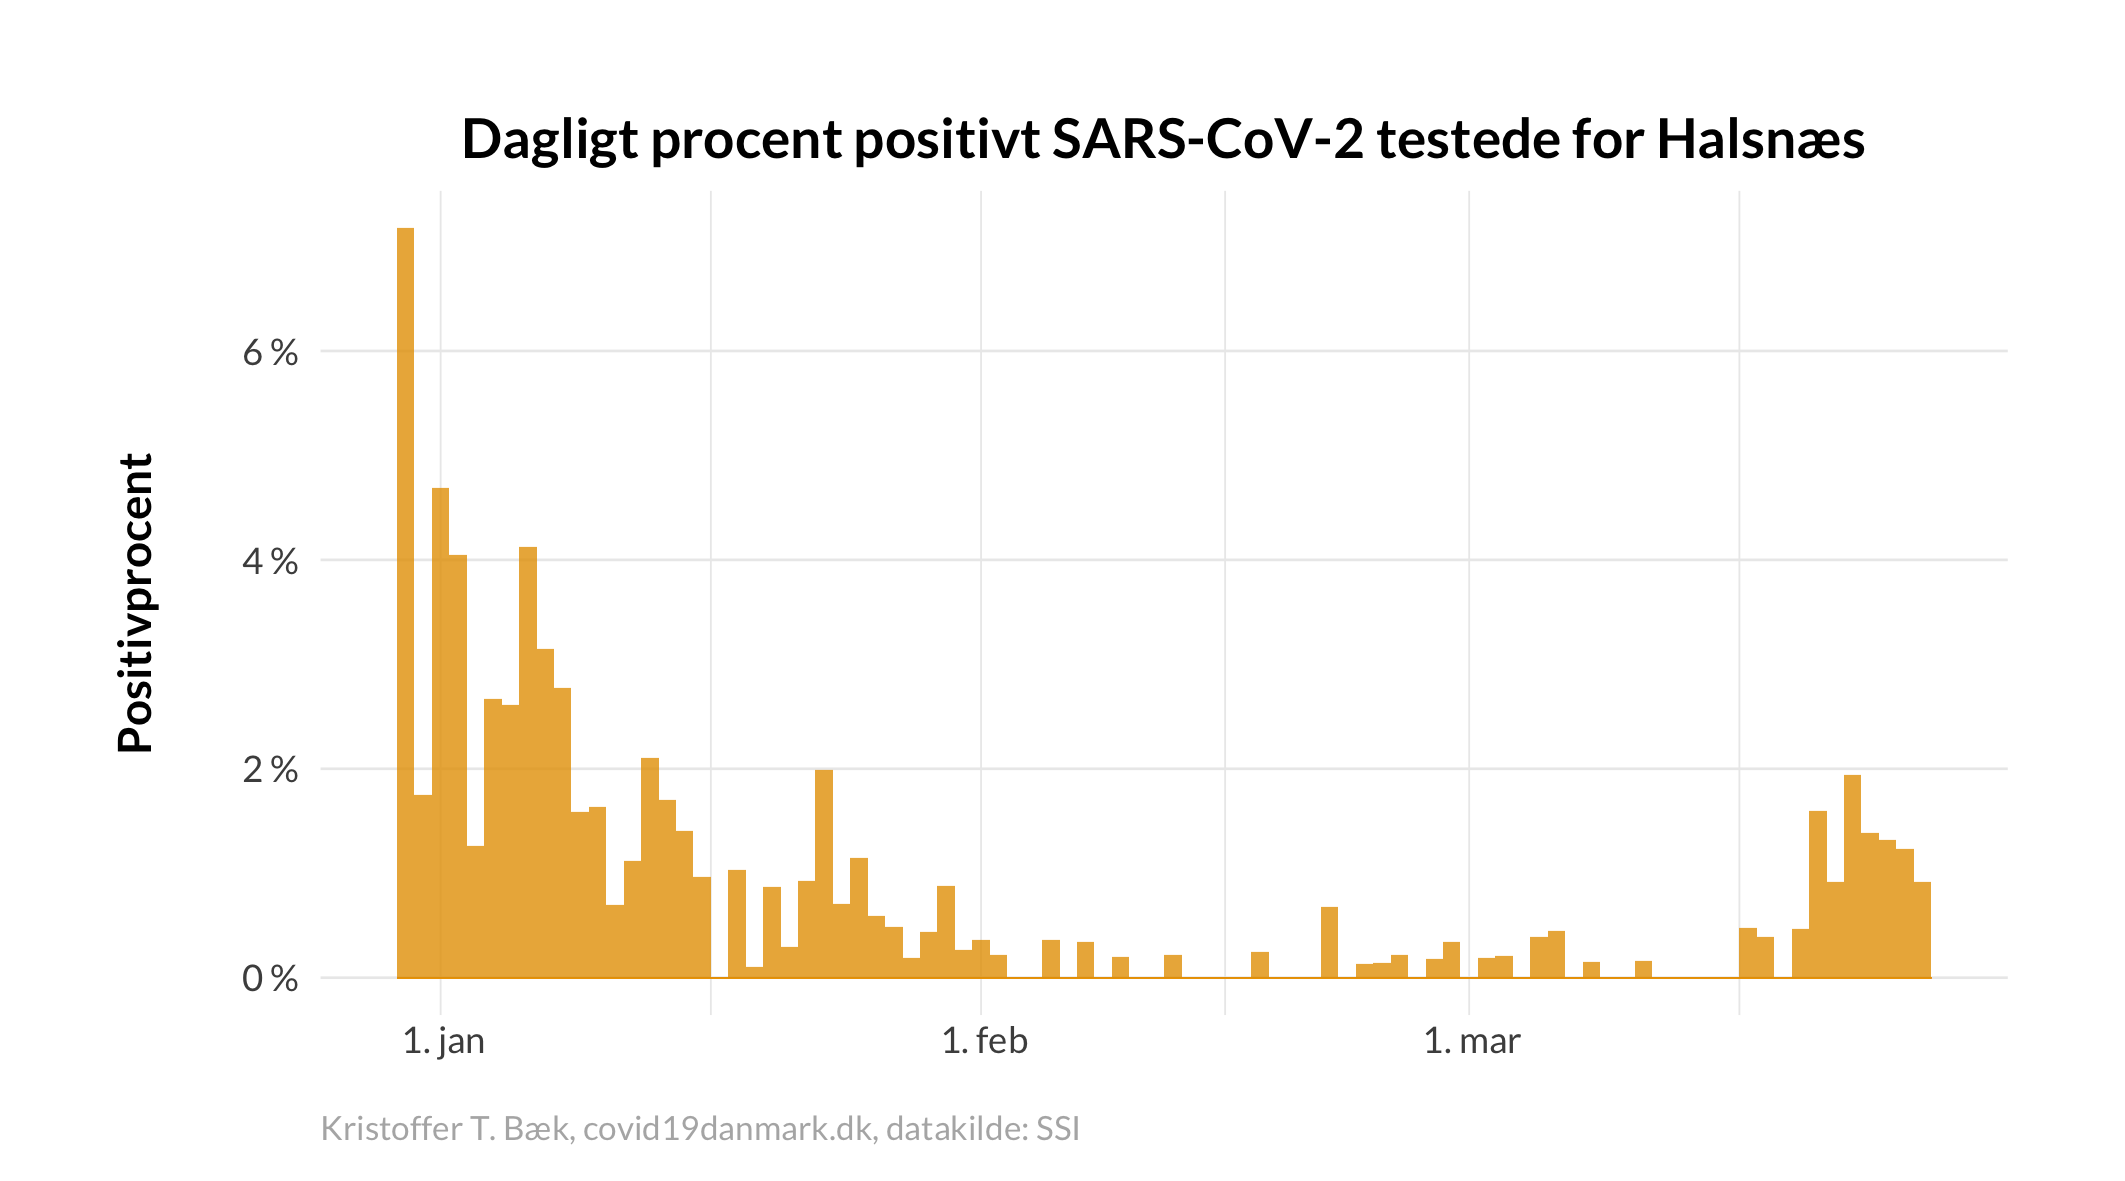 Dagligt procent positivt SARS-CoV-2 testede for Halsnæs
Positivprocent
6 %
4 %
2 %
0 %
1. jan
1. feb
1. mar
Kristoffer T. Bæk, covid19danmark.dk, datakilde: SSI